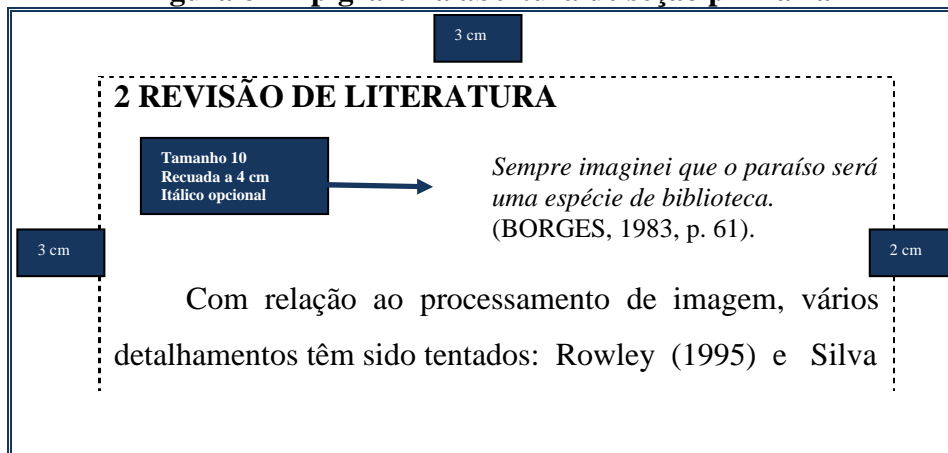 3 cm
2 REVISÃO DE LITERATURA
Tamanho 10
Recuada a 4 cm
Itálico opcional
Sempre imaginei que o paraíso será
uma espécie de biblioteca.
(BORGES, 1983, p. 61).
3 cm
2 cm
Com relação ao processamento de imagem, vários
detalhamentos têm sido tentados: Rowley (1995) e Silva